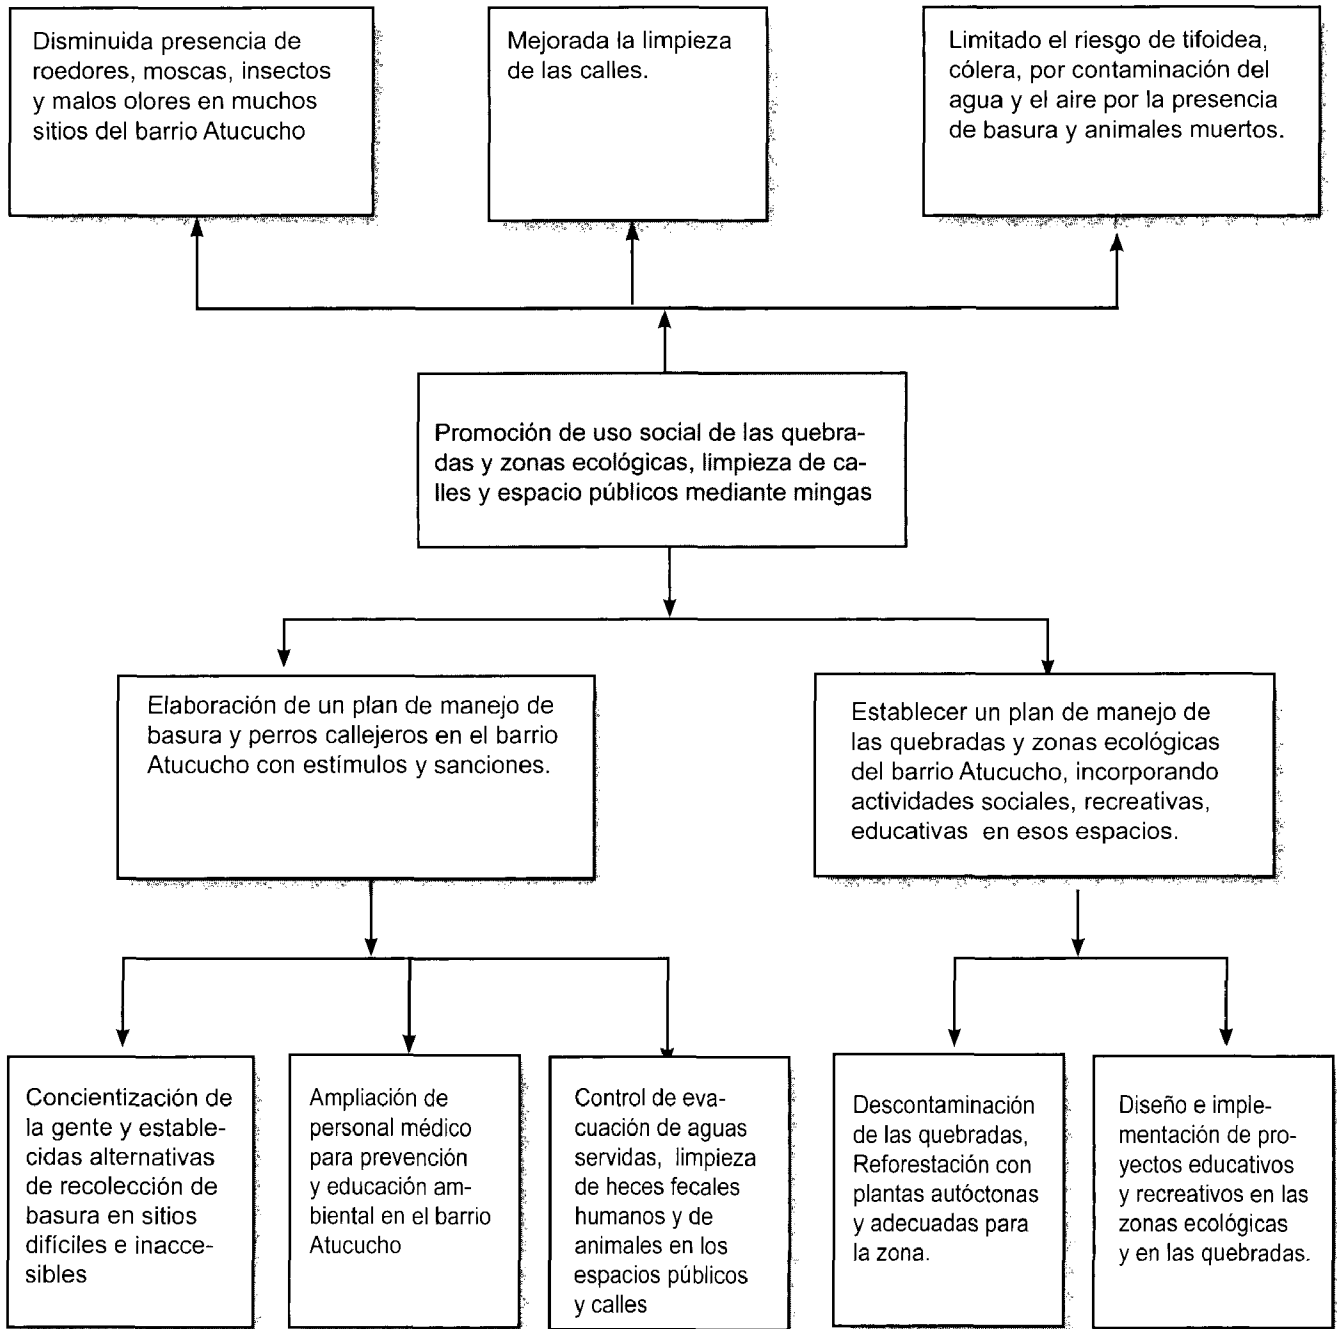 Disminuida presencia de
roedores, moscas, insectos
y malos olores en muchos
sitios del barrio Atucucho
Mejorada la limpieza
de las calles.
Limitado el riesgo de tifoidea,
cólera, por contaminación del
agua y el aire por la presencia
de basura y animales muertos.
Promoción de uso social de las quebra-
das y zonas ecológicas, limpieza de ca-
lles y espacio públicos mediante mingas
Elaboración de un plan de manejo de
basura y perros callejeros en el barrio
Atucucho con estímulos y sanciones.
Establecer un plan de manejo de
las quebradas y zonas ecológicas
del barrio Atucucho, incorporando
actividades sociales, recreativas,
educativas en esos espacios.
Concientización de
la gente y estable-
cidas alternativas
de recolección de
basura en sitios
difíciles e inacce-
sibles
Ampliación de
personal médico
para prevención
y educación am-
biental en el barrio
Atucucho
Control de eva-
cuación de aguas
servidas, limpieza
de heces fecales
humanos y de
animales en los
espacios públicos
y calles
Descontaminación
de las quebradas,
Reforestación con
plantas autóctonas
y adecuadas para
la zona.
Diseño e imple-
mentación de pro-
yectos educativos
y recreativos en las
zonas ecológicas
y en las quebradas.